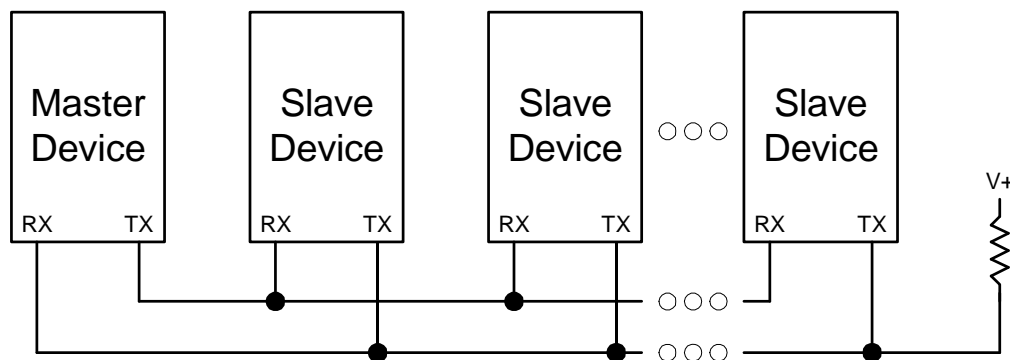 Master
Device
RX TX
Slave
Device
RX TX
Slave
Device
RX TX
Slave
Device
RX TX
V+